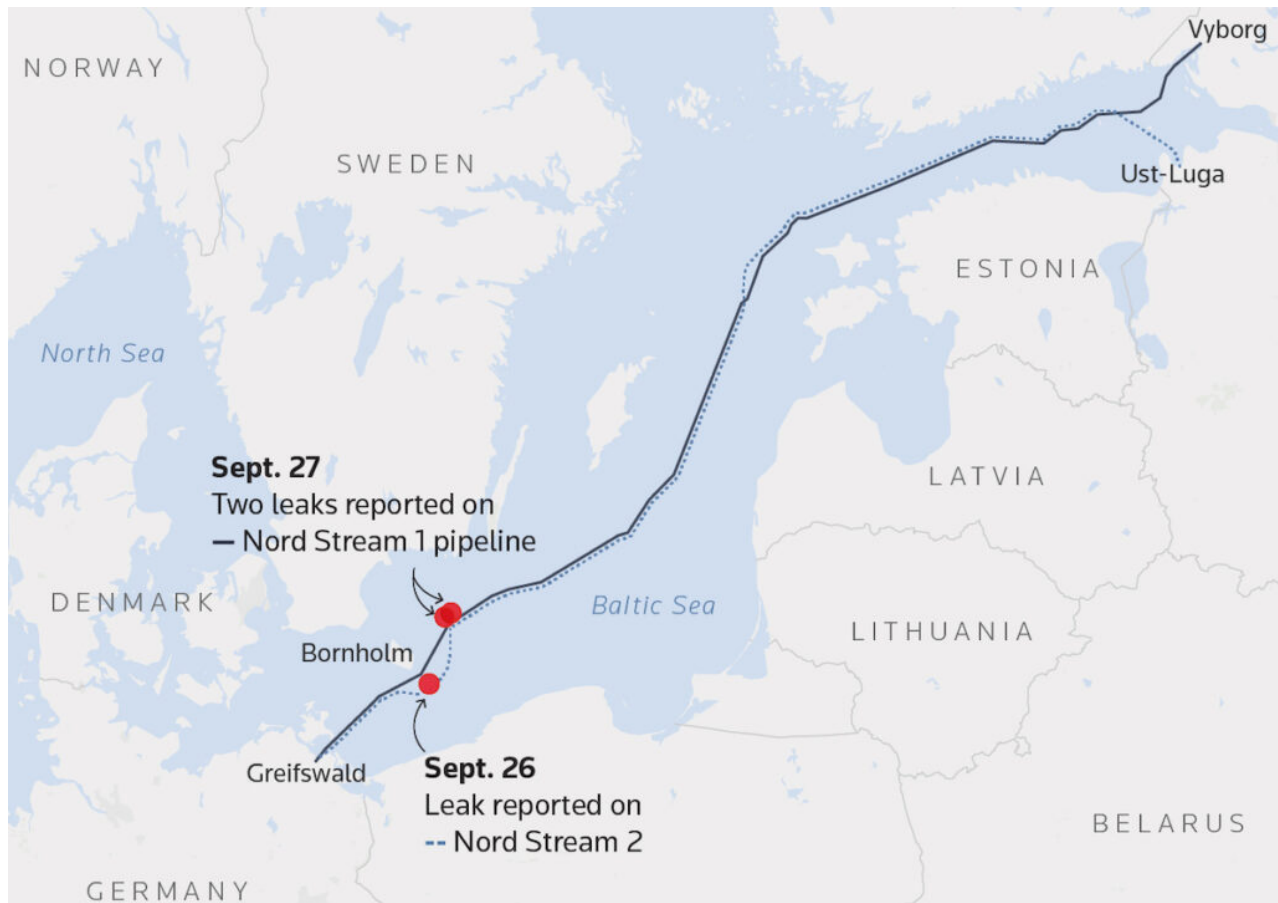 Vyborg
NORWAY
SWEDEN
Ust-Luga
ESTONIA
North Sea
Sept. 27
Two leaks reported on
— Nord Stream 1 pipeline
LATVIA
DENMARK
Baltic Sea
LITHUANIA
Bornholm
Greifswald
Sept. 26
Leak reported on
-- Nord Stream 2
BELARUS
GERMANY